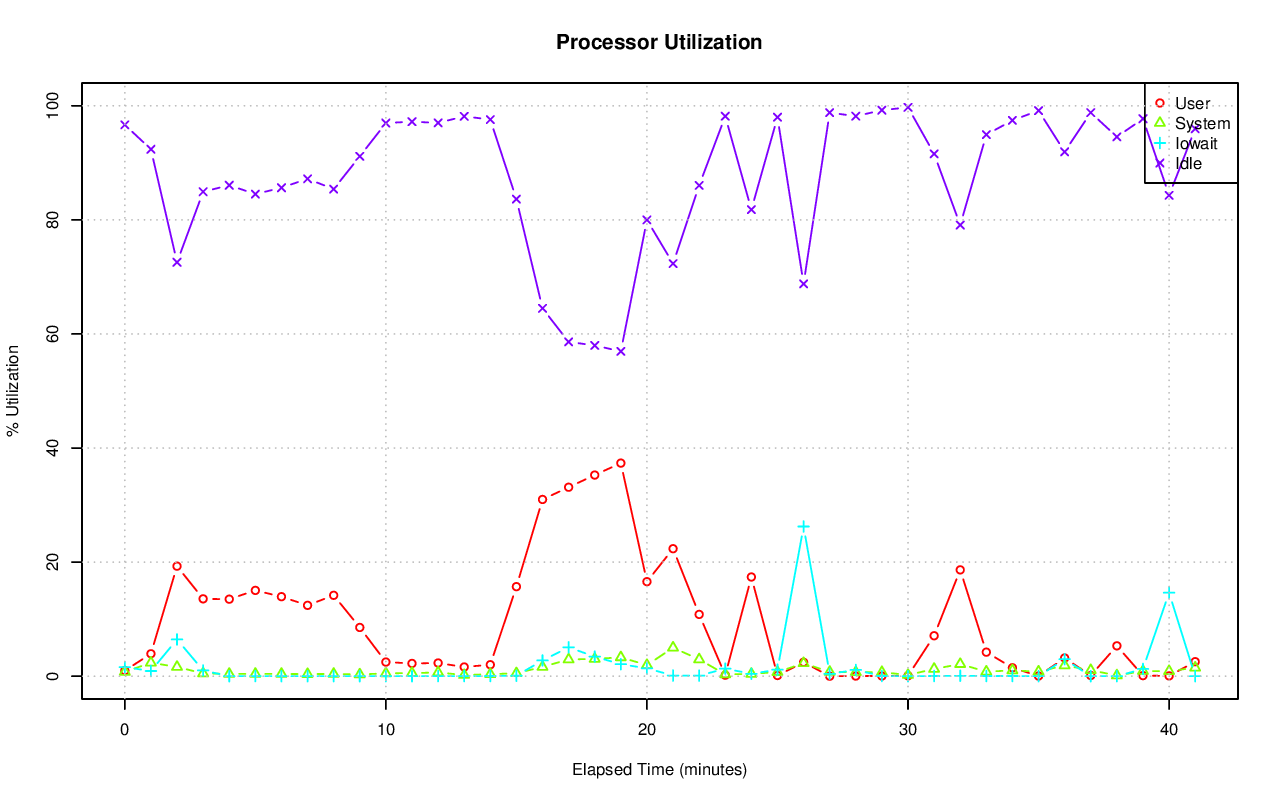 Processor Utilization
% Utilization
100
80
60
40
20
0
User
System
Iowait
Idle
0 10 20 30 40
Elapsed Time (minutes)